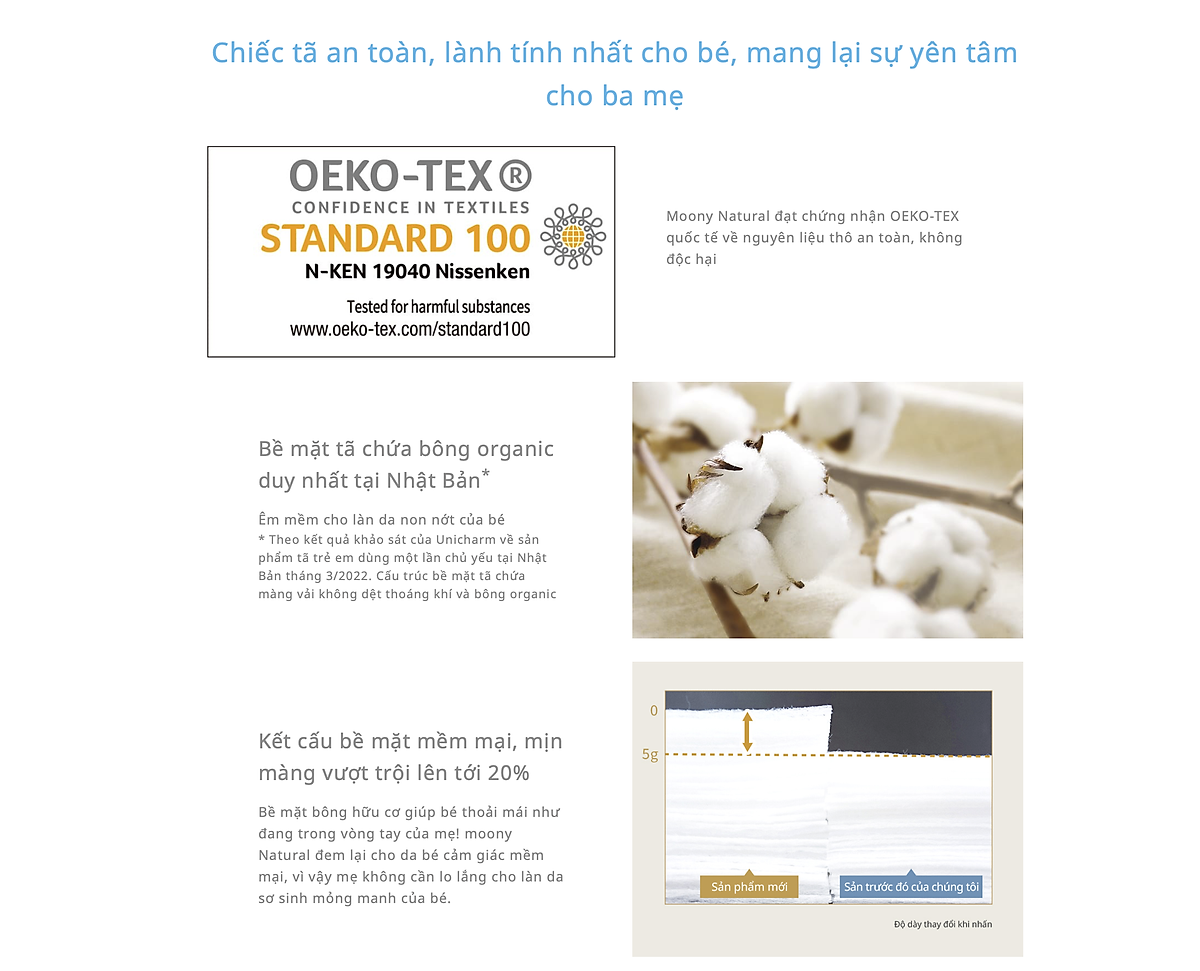 Chiếc tã an toàn, lành tính nhất cho bé, mang lại sự yên tâm
cho ba mẹ
OEKO-TEX®
CONFIDENCE IN TEXTILES
STANDARD 100
N-KEN 19040 Nissenken
Tested for harmful substances
www.oeko-tex.com/standard100
Moony Natural đạt chứng nhận OEKO-TEX
quốc tế về nguyên liệu thô an toàn, không
độc hại
Bề mặt tã chứa bông organic
duy nhất tại Nhật Bản*
Êm mềm cho làn da non nớt của bé
* Theo kết quả khảo sát của Unicharm về sản
phẩm tã trẻ em dùng một lần chủ yếu tại Nhật
Bản tháng 3/2022. Cấu trúc bề mặt tã chứa
màng vải không dệt thoáng khí và bông organic
Kết cấu bề mặt mềm mại, mịn
màng vượt trội lên tới 20%
Bề mặt bông hữu cơ giúp bé thoải mái như
đang trong vòng tay của mẹ! moony
Natural đem lại cho da bé cảm giác mềm
mại, vì vậy mẹ không cần lo lắng cho làn da
sơ sinh mỏng manh của bé.
0
5g
Sản phẩm mới
Sản trước đó của chúng tôi
Độ dày thay đổi khi nhấn